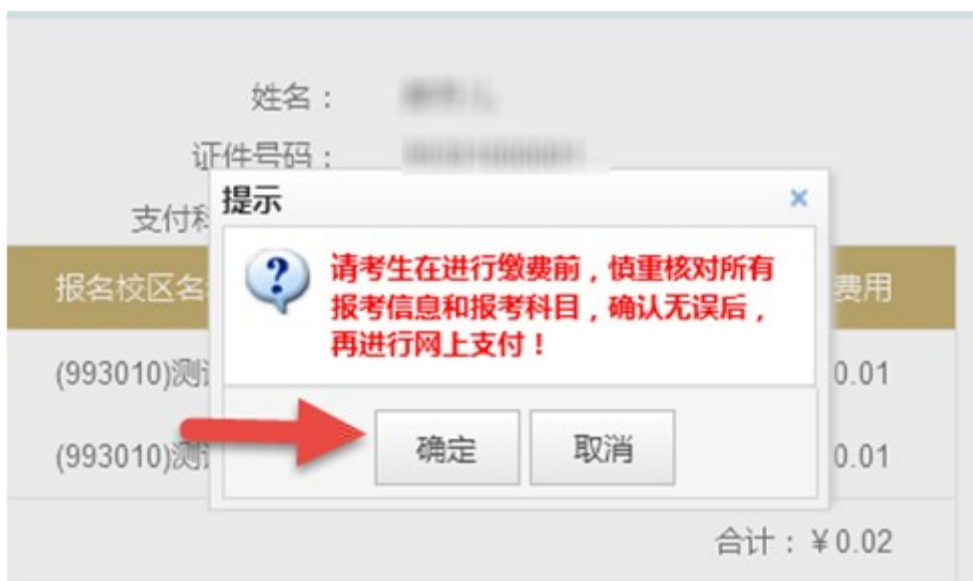 姓名：
证件号码：
支付科
提示
×
报名校区名
费用
请考生在进行缴费前，慎重核对所有
报考信息和报考科目，确认无误后，
再进行网上支付！
(993010)测试
0.01
确定
取消
(993010)测试
0.01
合计：￥0.02